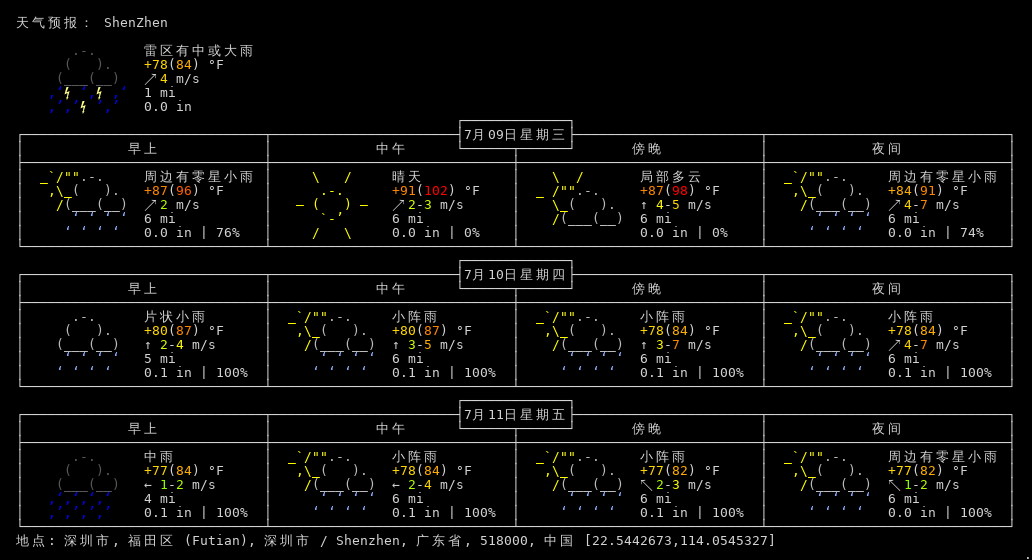 天气预报： ShenZhen
雷区有中或大雨
+78(84) °F
↗ 4 m/s
1 mi
0.0 in
7月09日星期三
早上 中午 傍晚 夜间
周边有零星小雨 晴天 局部多云 周边有零星小雨
+87(96) °F +91(102) °F +87(98) °F +84(91) °F
↗ 2 m/s ↗ 2-3 m/s ↑ 4-5 m/s ↗ 4-7 m/s
6 mi 6 mi 6 mi 6 mi
0.0 in | 76% 0.0 in | 0% 0.0 in | 0% 0.0 in | 74%
7月10日星期四
早上 中午 傍晚 夜间
片状小雨 小阵雨 小阵雨 小阵雨
+80(87) °F +80(87) °F +78(84) °F +78(84) °F
↑ 2-4 m/s ↑ 3-5 m/s ↑ 3-7 m/s ↗ 4-7 m/s
5 mi 6 mi 6 mi 6 mi
0.1 in | 100% 0.1 in | 100% 0.1 in | 100% 0.1 in | 100%
7月11日星期五
早上 中午 傍晚 夜间
中雨 小阵雨 小阵雨 周边有零星小雨
+77(84) °F +78(84) °F +77(82) °F +77(82) °F
← 1-2 m/s ← 2-4 m/s ↖ 2-3 m/s ↖ 1-2 m/s
4 mi 6 mi 6 mi 6 mi
0.1 in | 100% 0.1 in | 100% 0.1 in | 100% 0.0 in | 100%
地点: 深圳市, 福田区 (Futian), 深圳市 / Shenzhen, 广东省, 518000, 中国 [22.5442673,114.0545327]